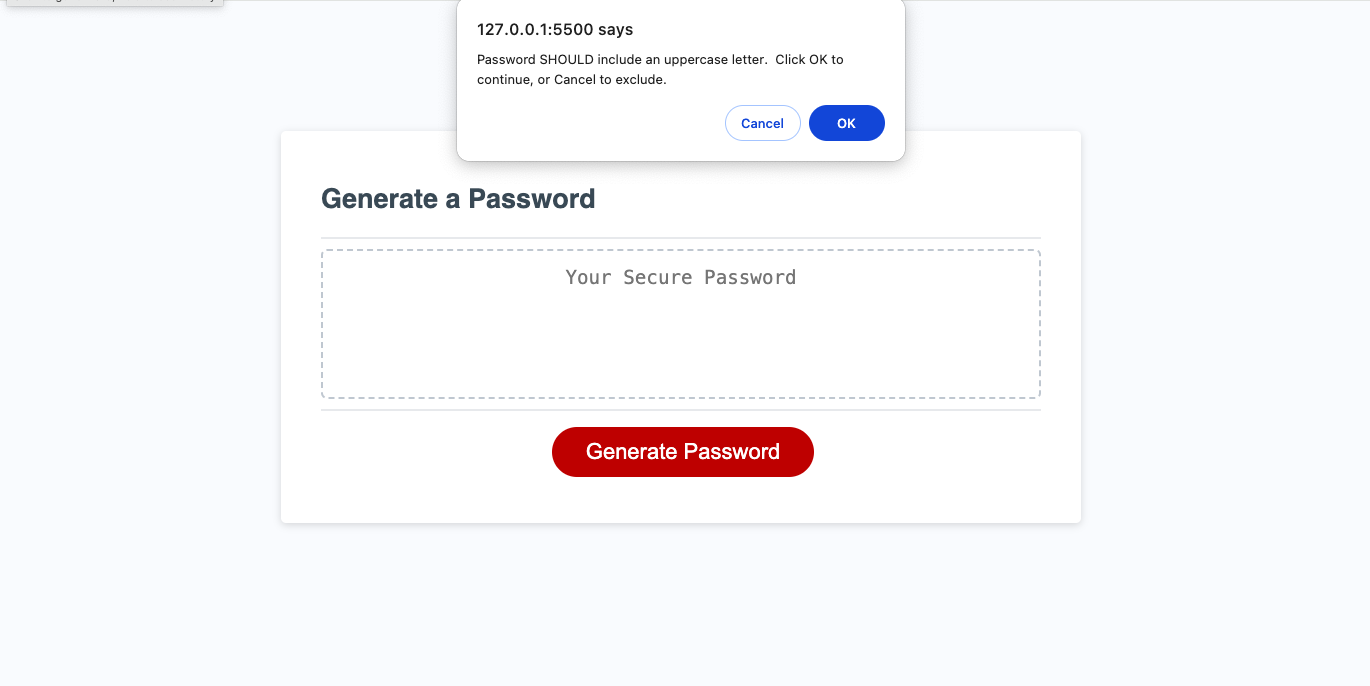 127.0.0.1:5500 says
Password SHOULD include an uppercase letter.  Click OK to
continue, or Cancel to exclude.
Cancel
OK
Generate a Password
Your Secure Password
Generate Password